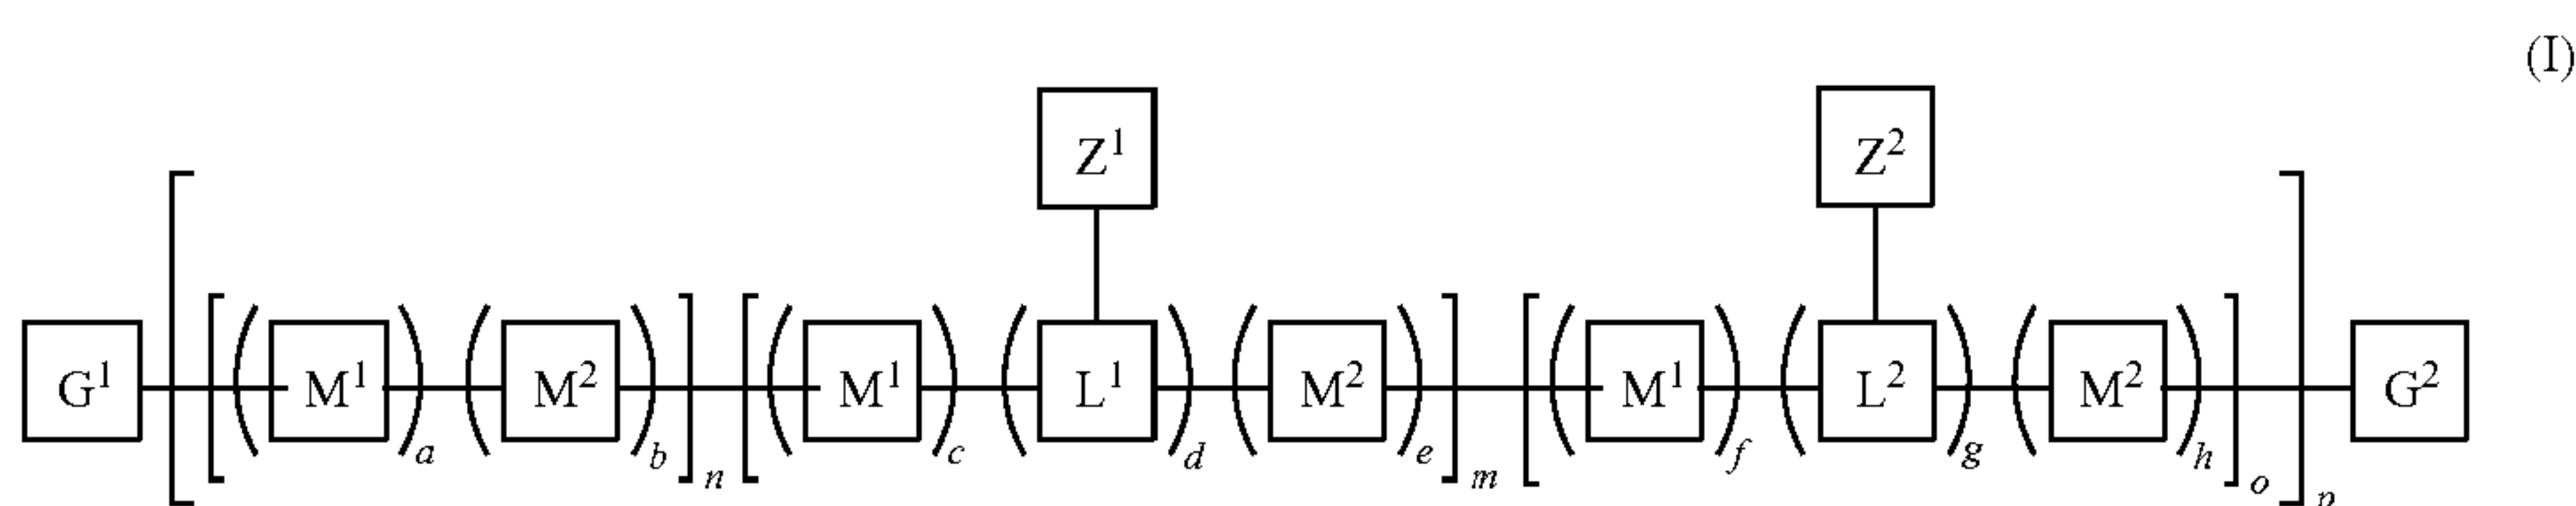 (I)
Z¹ Z²
G¹ [ [ ( M¹ )a ( M² )b ]n [ ( M¹ )c ( L¹ )d ( M² )e ]m [ ( M¹ )f ( L² )g ( M² )h ]o ]p G²